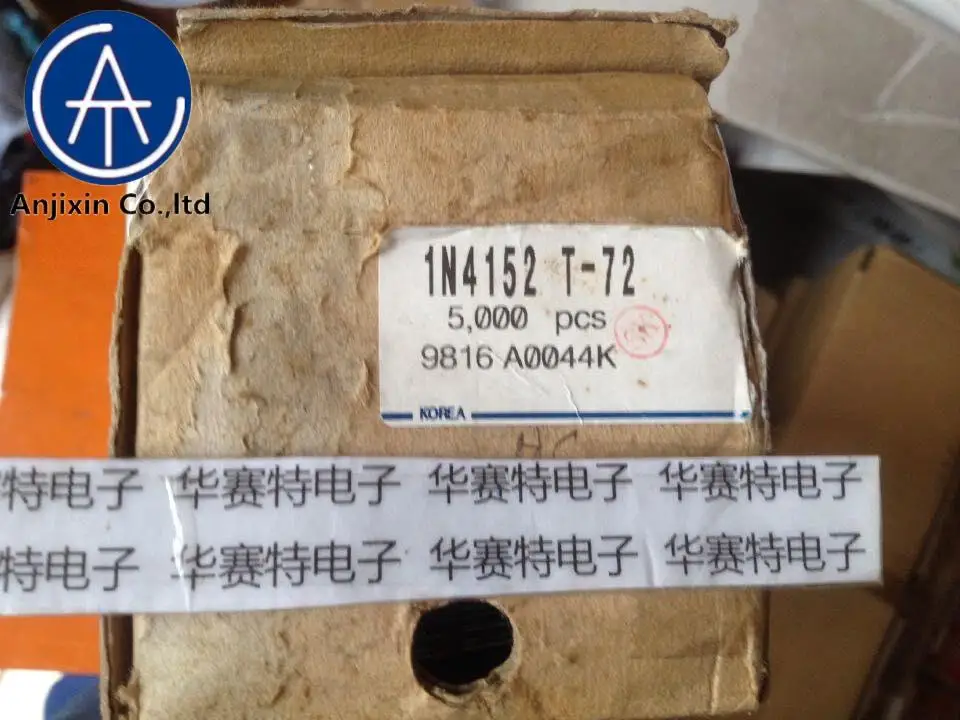 Anjixin Co.,ltd
1N4152 T-72
5,000 pcs
9816 A0044K
KOREA
特电子 华赛特电子 华赛特电子 华赛特电子
特电子 华赛特电子 华赛特电子 华赛特电子